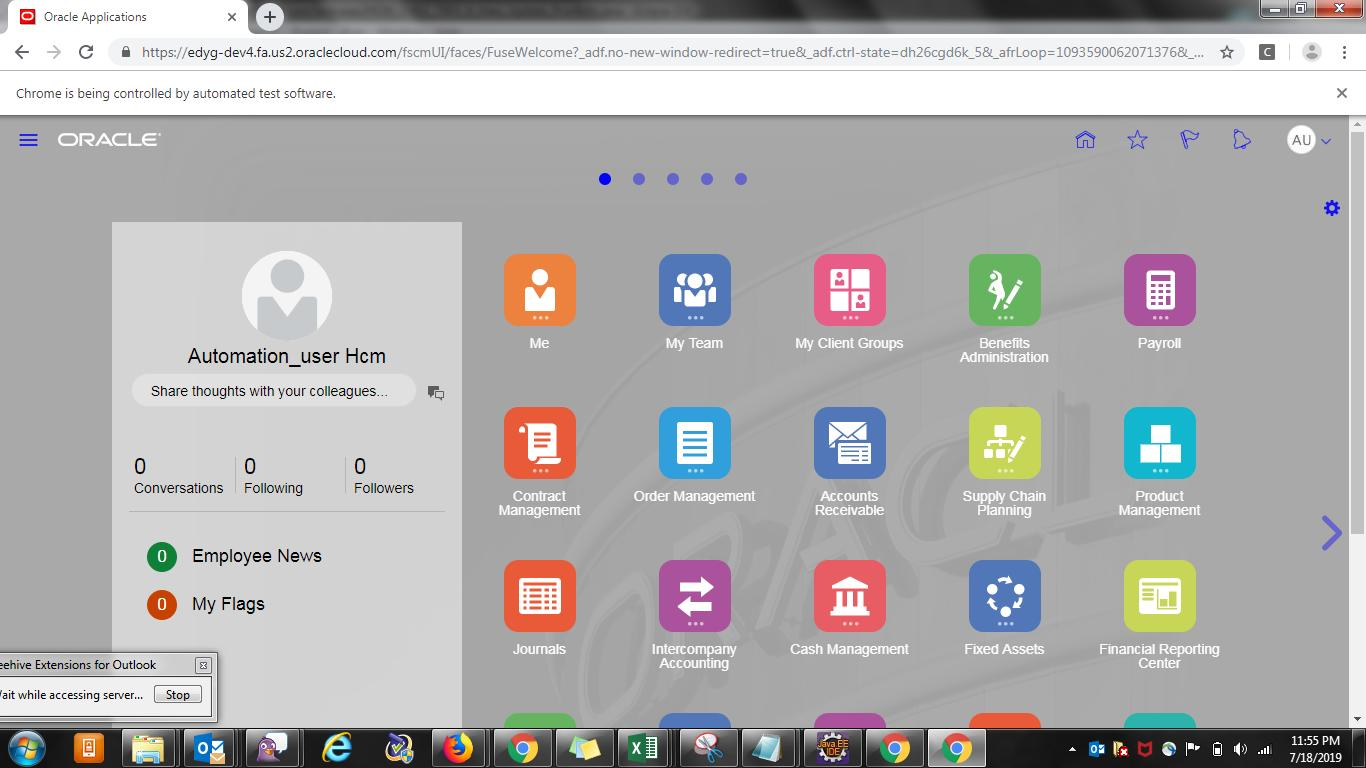 Oracle Applications
https://edyg-dev4.fa.us2.oraclecloud.com/fscmUI/faces/FuseWelcome?_adf.no-new-window-redirect=true&_adf.ctrl-state=dh26cgd6k_5&_afrLoop=10935900620713768&_...
C
Chrome is being controlled by automated test software.
ORACLE
AU
Automation_user Hcm
Share thoughts with your colleagues...
0 0 0
Conversations Following Followers
0 Employee News
0 My Flags
Me My Team My Client Groups Benefits Administration Payroll
Contract Management Order Management Accounts Receivable Supply Chain Planning Product Management
Journals Intercompany Accounting Cash Management Fixed Assets Financial Reporting Center
eehive Extensions for Outlook
ait while accessing server... Stop
Java EE
IDE
11:55 PM
7/18/2019